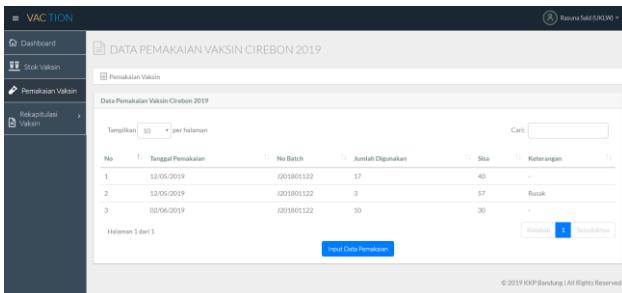 ≡ VACTION
Rasuna Said (UKLW)
Dashboard
Stok Vaksin
Pemakaian Vaksin
Rekapitulasi
Vaksin
DATA PEMAKAIAN VAKSIN CIREBON 2019
Pemakaian Vaksin
Data Pemakaian Vaksin Cirebon 2019
Tampilkan 10 per halaman
Cari:
No Tanggal Pemakaian No Batch Jumlah Digunakan Sisa Keterangan
1 12/05/2019 J201801122 17 40 -
2 12/05/2019 J201801122 3 57 Rusak
3 02/06/2019 J201801122 10 30 -
Halaman 1 dari 1
Kembali 1 Selanjutnya
Input Data Pemakaian
© 2019 KKP Bandung | All Rights Reserved.